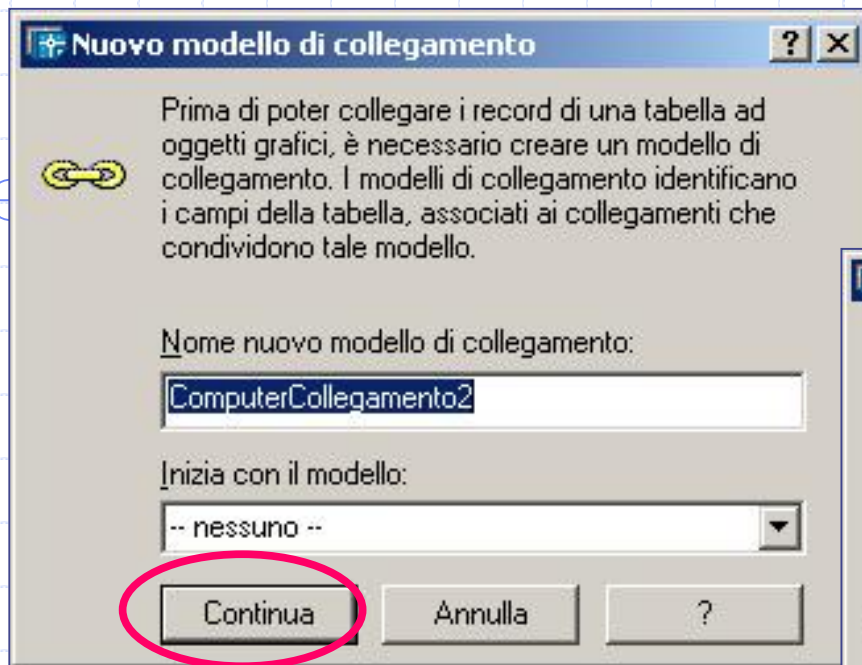 Nuovo modello di collegamento
Prima di poter collegare i record di una tabella ad
oggetti grafici, è necessario creare un modello di
collegamento. I modelli di collegamento identificano
i campi della tabella, associati ai collegamenti che
condividono tale modello.
Nome nuovo modello di collegamento:
ComputerCollegamento2
Inizia con il modello:
-- nessuno --
Continua
Annulla
?